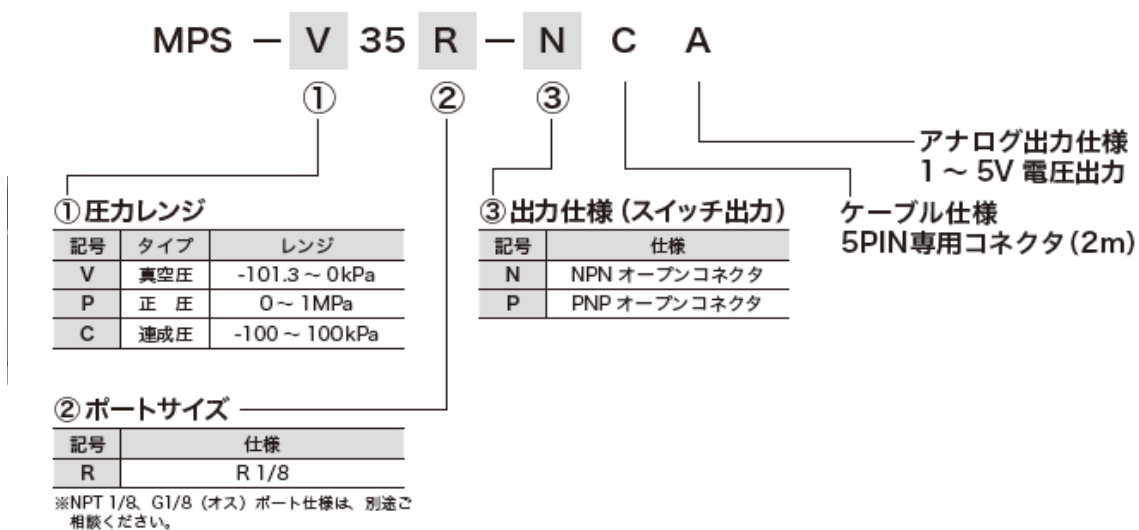 MPS － V 35 R － N C A
① ② ③
アナログ出力仕様
1 ～ 5V 電圧出力
ケーブル仕様
5PIN専用コネクタ（2m）
①圧力レンジ
記号 タイプ レンジ
V 真空圧 -101.3 ～ 0kPa
P 正 圧 0～ 1MPa
C 連成圧 -100 ～ 100kPa
③出力仕様（スイッチ出力）
記号 仕様
N NPN オープンコネクタ
P PNP オープンコネクタ
②ポートサイズ
記号 仕様
R R 1/8
※NPT 1/8、G1/8（オス）ポート仕様は、別途ご
相談ください。